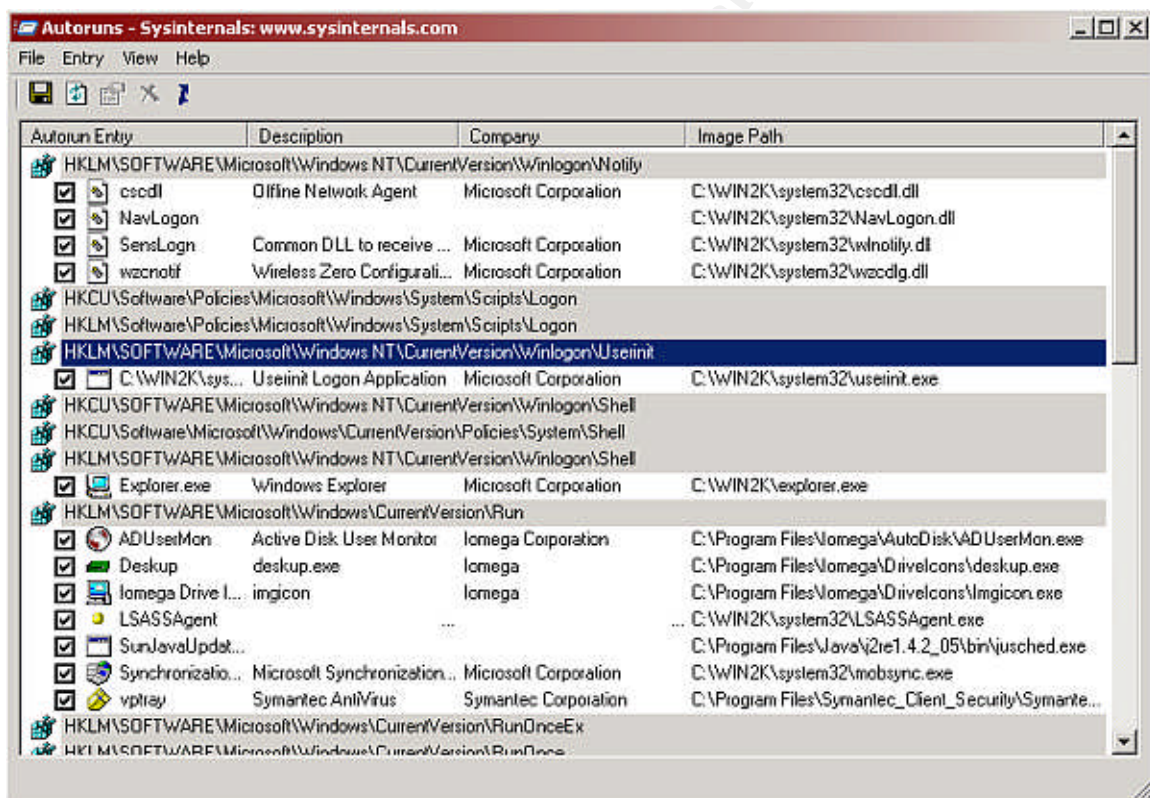 Autoruns - Sysinternals: www.sysinternals.com
File Entry View Help
Autorun Entry Description Company Image Path
HKLM\SOFTWARE\Microsoft\Windows NT\CurrentVersion\Winlogon\Notify
cscdll Offline Network Agent Microsoft Corporation C:\WIN2K\system32\cscdll.dll
NavLogon C:\WIN2K\system32\NavLogon.dll
SensLogn Common DLL to receive ... Microsoft Corporation C:\WIN2K\system32\wlnotify.dll
wzcnotif Wireless Zero Configurati... Microsoft Corporation C:\WIN2K\system32\wzcdlg.dll
HKCU\Software\Policies\Microsoft\Windows\System\Scripts\Logon
HKLM\Software\Policies\Microsoft\Windows\System\Scripts\Logon
HKLM\SOFTWARE\Microsoft\Windows NT\CurrentVersion\Winlogon\Userinit
C:\WIN2K\sys... Userinit Logon Application Microsoft Corporation C:\WIN2K\system32\userinit.exe
HKCU\SOFTWARE\Microsoft\Windows NT\CurrentVersion\Winlogon\Shell
HKCU\Software\Microsoft\Windows\CurrentVersion\Policies\System\Shell
HKLM\SOFTWARE\Microsoft\Windows NT\CurrentVersion\Winlogon\Shell
Explorer.exe Windows Explorer Microsoft Corporation C:\WIN2K\explorer.exe
HKLM\SOFTWARE\Microsoft\Windows\CurrentVersion\Run
ADUserMon Active Disk User Monitor Iomega Corporation C:\Program Files\Iomega\AutoDisk\ADUserMon.exe
Deskup deskup.exe Iomega C:\Program Files\Iomega\DriveIcons\deskup.exe
Iomega Drive I... imgicon Iomega C:\Program Files\Iomega\DriveIcons\Imgicon.exe
LSASSAgent ... ... C:\WIN2K\system32\LSASSAgent.exe
SunJavaUpdat... C:\Program Files\Java\j2re1.4.2_05\bin\jusched.exe
Synchronizatio... Microsoft Synchronization... Microsoft Corporation C:\WIN2K\system32\mobsync.exe
vptray Symantec AntiVirus Symantec Corporation C:\Program Files\Symantec_Client_Security\Symante...
HKLM\SOFTWARE\Microsoft\Windows\CurrentVersion\RunOnceEx
HKLM\SOFTWARE\Microsoft\Windows\CurrentVersion\RunOnce